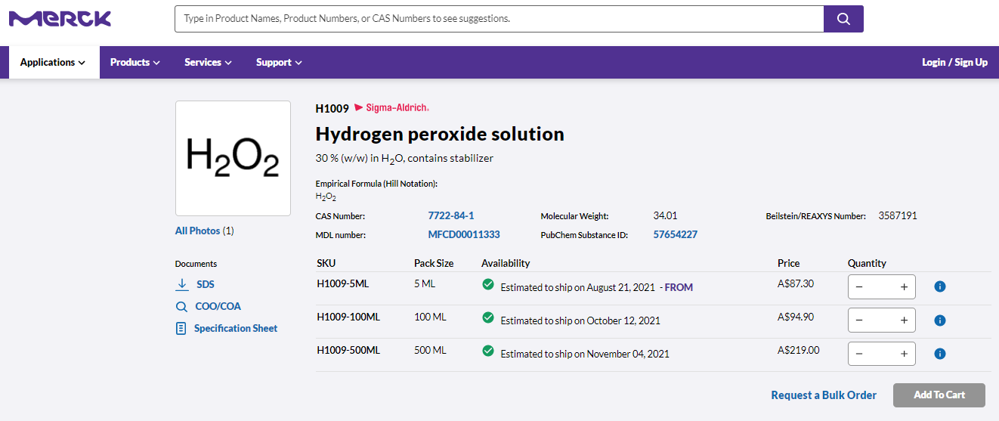 MERCK
Type in Product Names, Product Numbers, or CAS Numbers to see suggestions.
Applications Products Services Support Login / Sign Up
H₂O₂
All Photos (1)
Documents
SDS
COO/COA
Specification Sheet
H1009 Sigma-Aldrich®
Hydrogen peroxide solution
30 % (w/w) in H₂O, contains stabilizer
Empirical Formula (Hill Notation):
H₂O₂
CAS Number: 7722-84-1 Molecular Weight: 34.01 Beilstein/REAXYS Number: 3587191
MDL number: MFCD00011333 PubChem Substance ID: 57654227
SKU Pack Size Availability Price Quantity
H1009-5ML 5 ML Estimated to ship on August 21, 2021 - FROM A$87.30 − + i
H1009-100ML 100 ML Estimated to ship on October 12, 2021 A$94.90 − + i
H1009-500ML 500 ML Estimated to ship on November 04, 2021 A$219.00 − + i
Request a Bulk Order Add To Cart